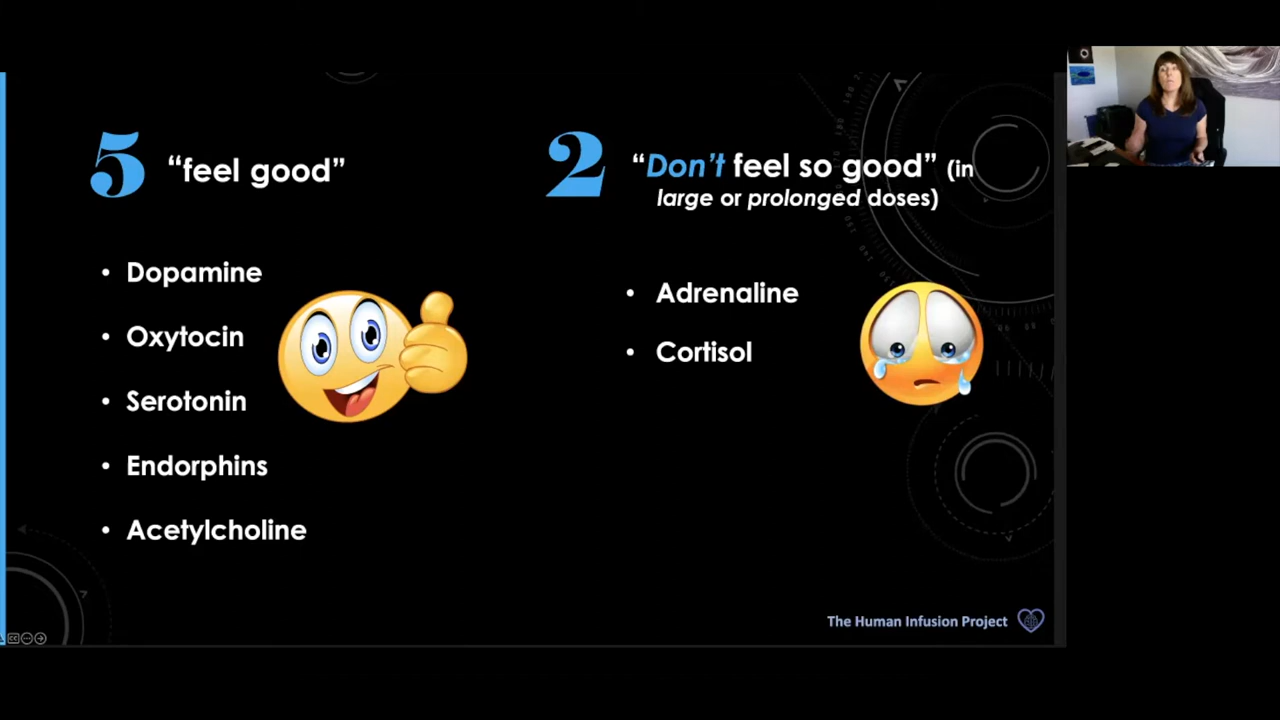 5 “feel good”
• Dopamine
• Oxytocin
• Serotonin
• Endorphins
• Acetylcholine
2 “Don’t feel so good” (in
large or prolonged doses)
• Adrenaline
• Cortisol
The Human Infusion Project